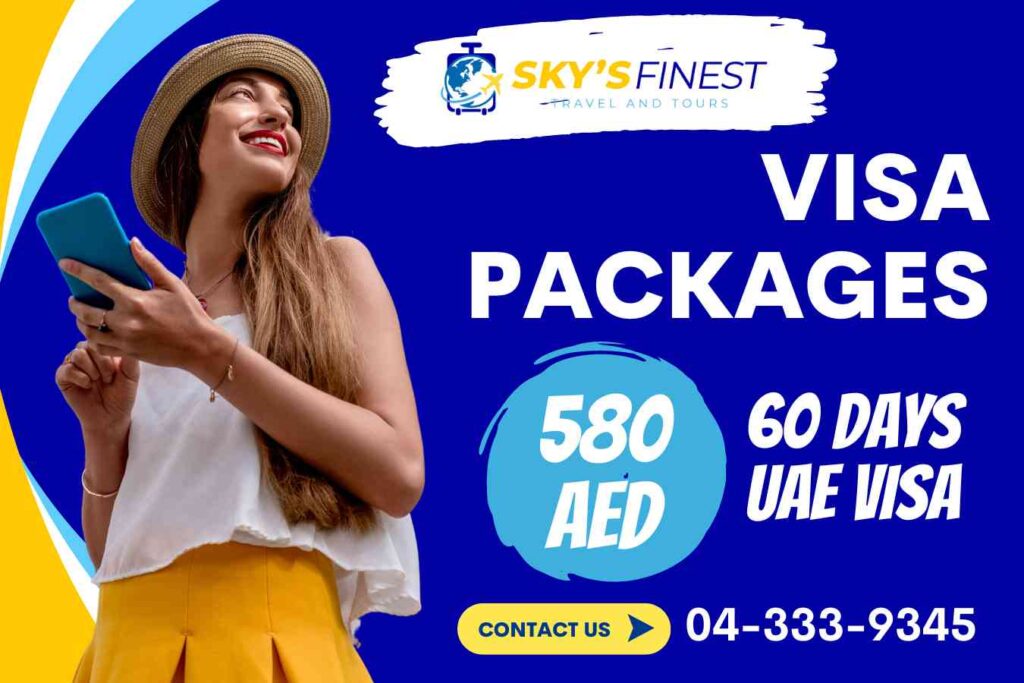 SKY'S FINEST
TRAVEL AND TOURS
VISA
PACKAGES
580
AED
60 DAYS
UAE VISA
CONTACT US
04-333-9345